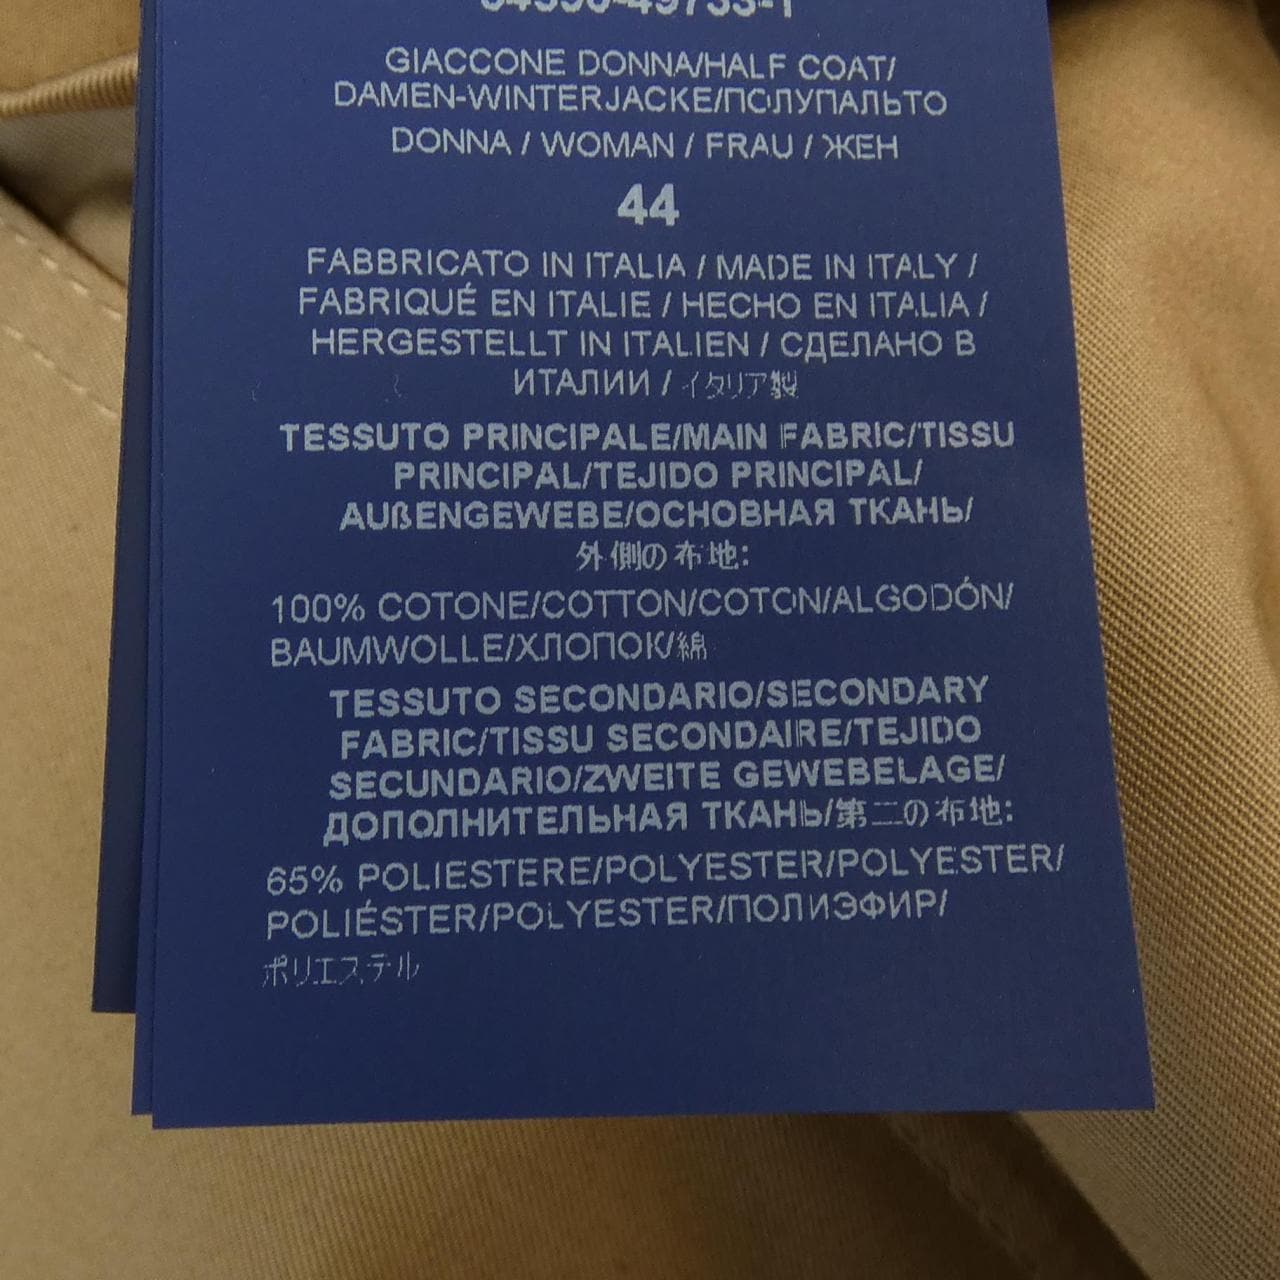 GIACCONE DONNA/HALF COAT/
DAMEN-WINTERJACKE/ПОЛУПАЛЬТО
DONNA / WOMAN / FRAU / ЖЕН
44
FABBRICATO IN ITALIA / MADE IN ITALY /
FABRIQUÉ EN ITALIE / HECHO EN ITALIA /
HERGESTELLT IN ITALIEN / СДЕЛАНО В
ИТАЛИИ / イタリア製
TESSUTO PRINCIPALE/MAIN FABRIC/TISSU
PRINCIPAL/TEJIDO PRINCIPAL/
AUßENGEWEBE/ОСНОВНАЯ ТКАНЬ/
外側の布地:
100% COTONE/COTTON/COTON/ALGODÓN/
BAUMWOLLE/ХЛОПОК/綿
TESSUTO SECONDARIO/SECONDARY
FABRIC/TISSU SECONDAIRE/TEJIDO
SECUNDARIO/ZWEITE GEWEBELAGE/
ДОПОЛНИТЕЛЬНАЯ ТКАНЬ/第二の布地:
65% POLIESTERE/POLYESTER/POLYESTER/
POLIÉSTER/POLYESTER/ПОЛИЭФИР/
ポリエステル